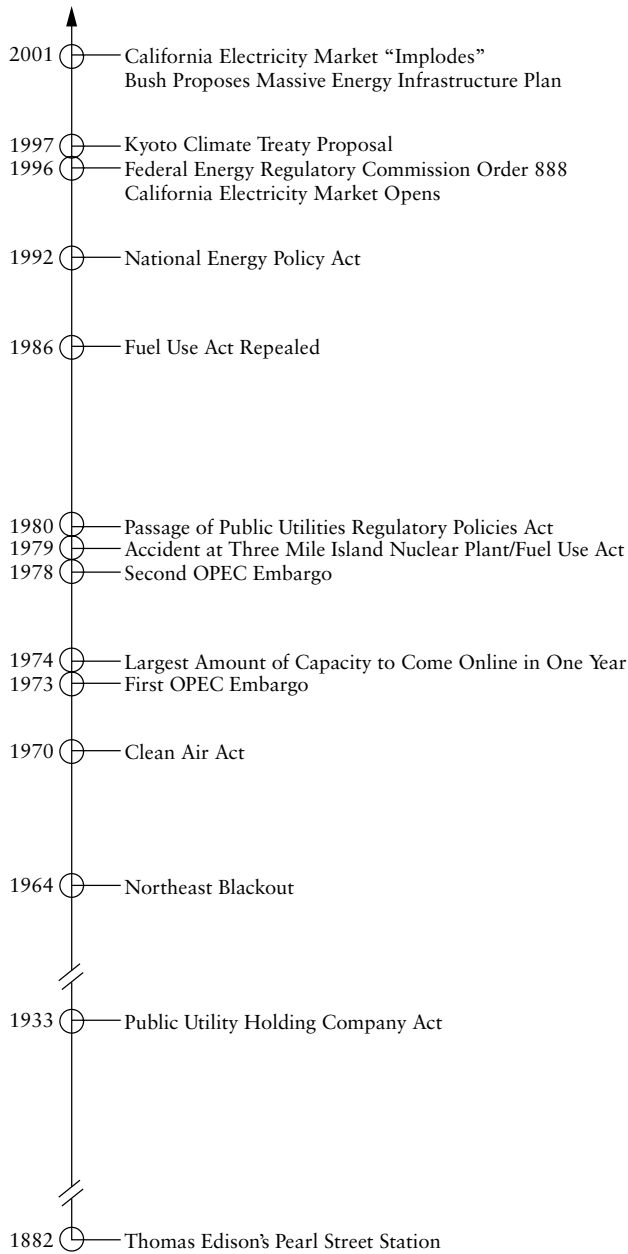 2001 California Electricity Market “Implodes”
Bush Proposes Massive Energy Infrastructure Plan
1997 Kyoto Climate Treaty Proposal
1996 Federal Energy Regulatory Commission Order 888
California Electricity Market Opens
1992 National Energy Policy Act
1986 Fuel Use Act Repealed
1980 Passage of Public Utilities Regulatory Policies Act
1979 Accident at Three Mile Island Nuclear Plant/Fuel Use Act
1978 Second OPEC Embargo
1974 Largest Amount of Capacity to Come Online in One Year
1973 First OPEC Embargo
1970 Clean Air Act
1964 Northeast Blackout
1933 Public Utility Holding Company Act
1882 Thomas Edison’s Pearl Street Station